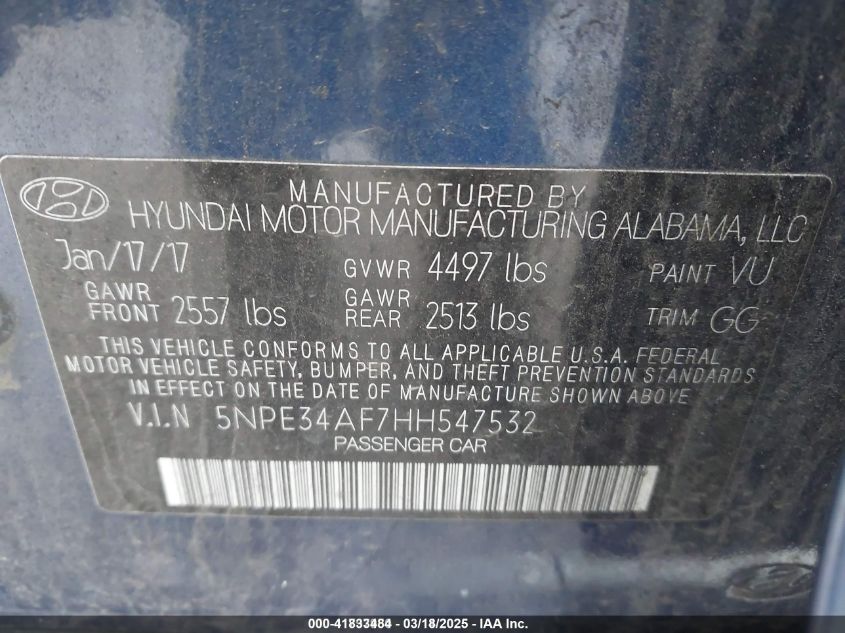 MANUFACTURED BY
HYUNDAI MOTOR MANUFACTURING ALABAMA, LLC
Jan/17/17 GVWR 4497 lbs PAINT VU
GAWR FRONT 2557 lbs GAWR REAR 2513 lbs TRIM GG
THIS VEHICLE CONFORMS TO ALL APPLICABLE U.S.A. FEDERAL
MOTOR VEHICLE SAFETY, BUMPER, AND THEFT PREVENTION STANDARDS
IN EFFECT ON THE DATE OF MANUFACTURE SHOWN ABOVE.
V.I.N 5NPE34AF7HH547532
PASSENGER CAR
000-41833484 - 03/18/2025 - IAA Inc.